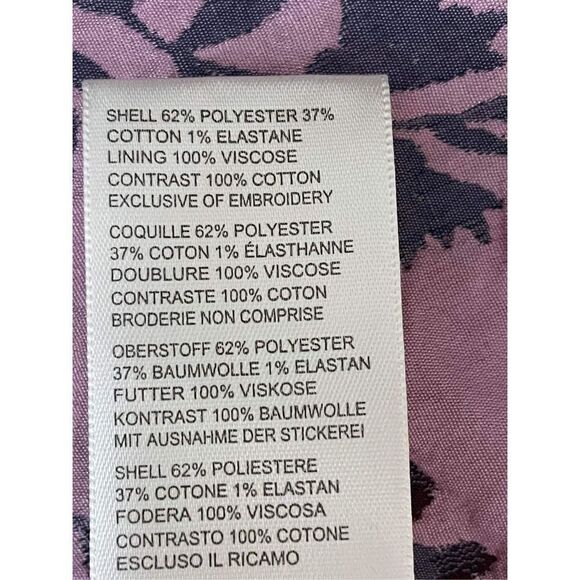 SHELL 62% POLYESTER 37%
COTTON 1% ELASTANE
LINING 100% VISCOSE
CONTRAST 100% COTTON
EXCLUSIVE OF EMBROIDERY
COQUILLE 62% POLYESTER
37% COTON 1% ÉLASTHANNE
DOUBLURE 100% VISCOSE
CONTRASTE 100% COTON
BRODERIE NON COMPRISE
OBERSTOFF 62% POLYESTER
37% BAUMWOLLE 1% ELASTAN
FUTTER 100% VISKOSE
KONTRAST 100% BAUMWOLLE
MIT AUSNAHME DER STICKEREI
SHELL 62% POLIESTERE
37% COTONE 1% ELASTAN
FODERA 100% VISCOSA
CONTRASTO 100% COTONE
ESCLUSO IL RICAMO